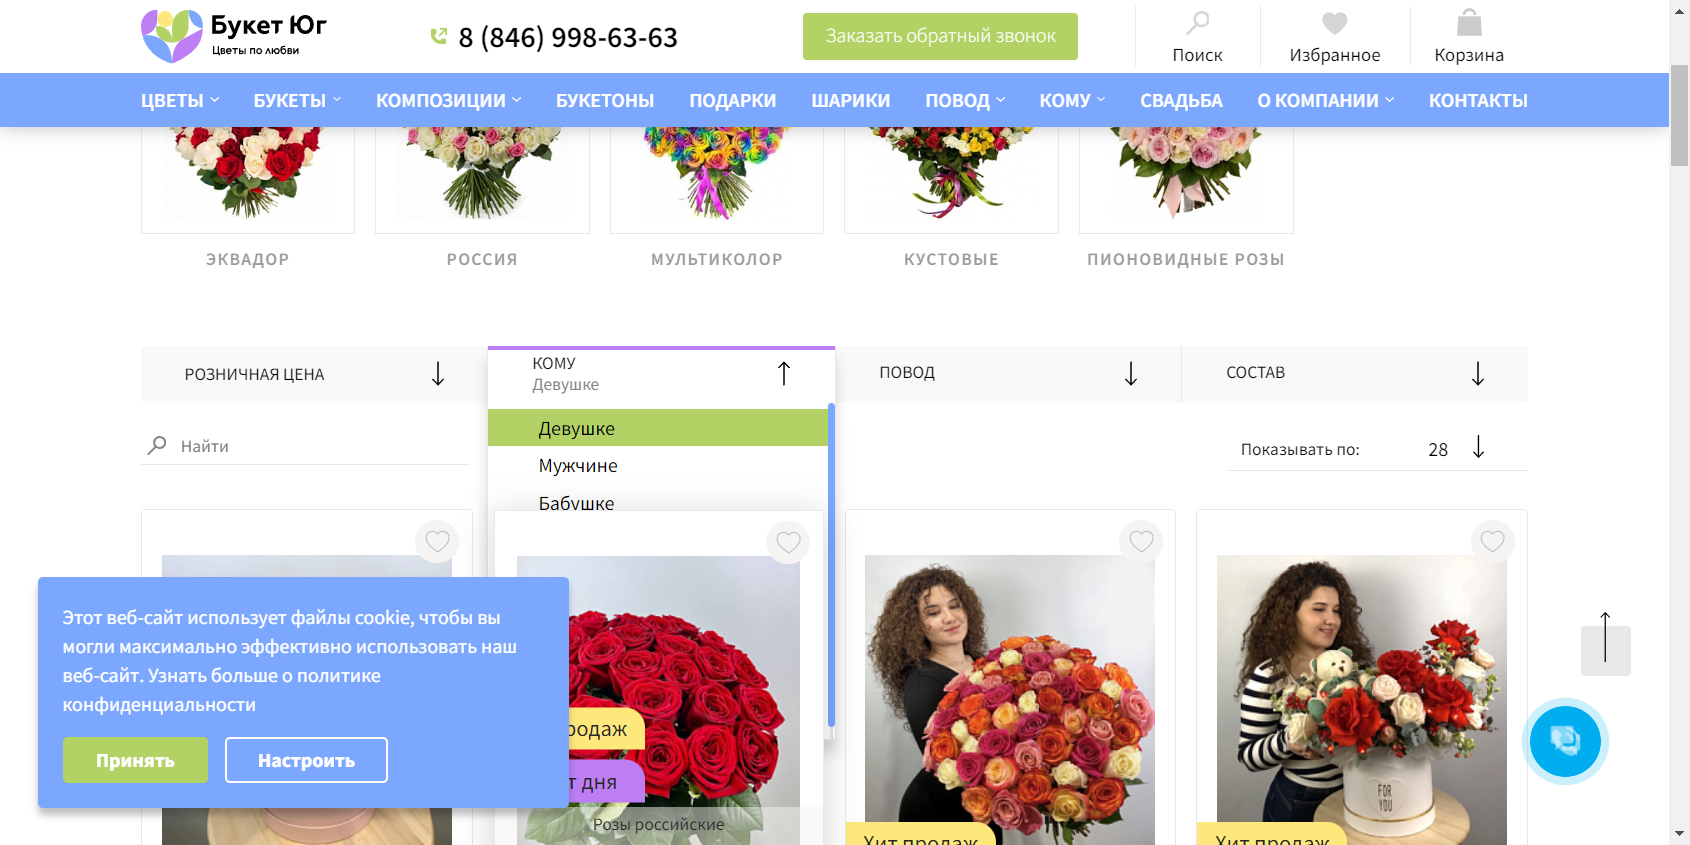 Букет Юг
Цветы по любви
8 (846) 998-63-63
Заказать обратный звонок
Поиск
Избранное
Корзина
ЦВЕТЫ
БУКЕТЫ
КОМПОЗИЦИИ
БУКЕТОНЫ
ПОДАРКИ
ШАРИКИ
ПОВОД
КОМУ
СВАДЬБА
О КОМПАНИИ
КОНТАКТЫ
ЭКВАДОР
РОССИЯ
МУЛЬТИКОЛОР
КУСТОВЫЕ
ПИОНОВИДНЫЕ РОЗЫ
РОЗНИЧНАЯ ЦЕНА
КОМУ
Девушке
ПОВОД
СОСТАВ
Девушке
Мужчине
Бабушке
Найти
Показывать по:
28
Этот веб-сайт использует файлы cookie, чтобы вы
могли максимально эффективно использовать наш
веб-сайт. Узнать больше о политике
конфиденциальности
Принять
Настроить
родаж
т дня
Розы российские
Хит продаж
FOR
YOU
Хит продаж